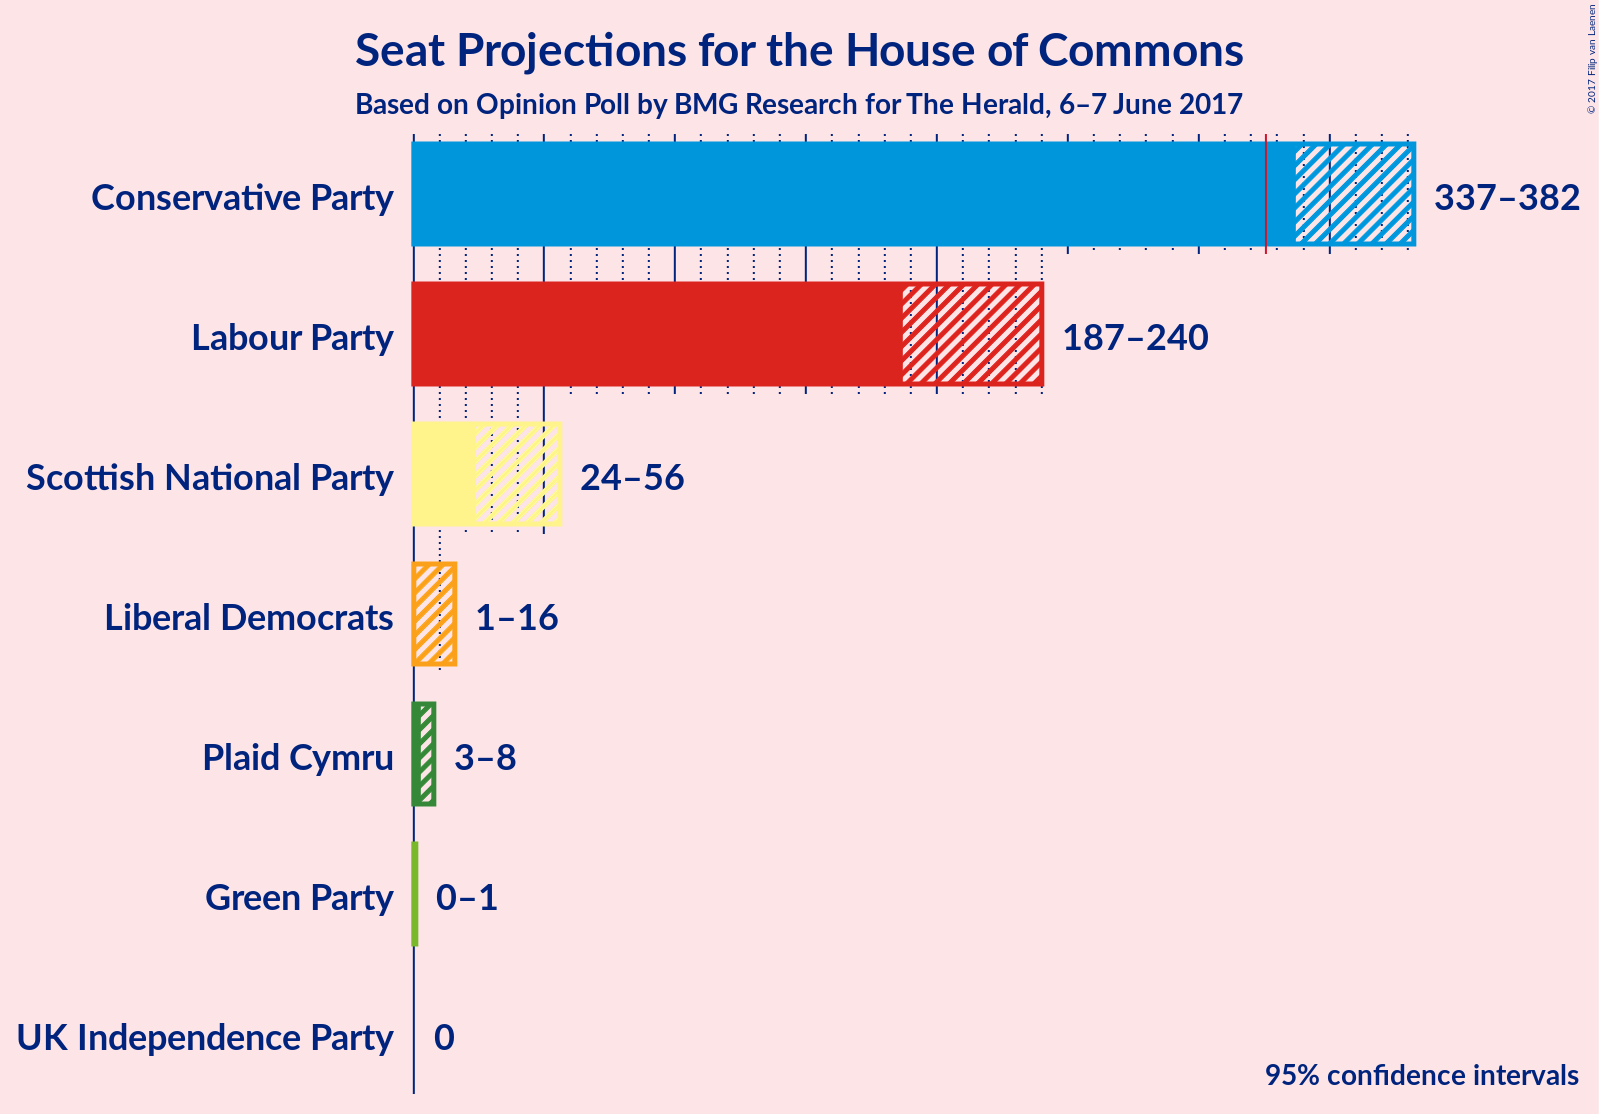 Seat Projections for the House of Commons
Based on Opinion Poll by BMG Research for The Herald, 6–7 June 2017
© 2017 Filip van Laenen
Conservative Party 337–382
Labour Party 187–240
Scottish National Party 24–56
Liberal Democrats 1–16
Plaid Cymru 3–8
Green Party 0–1
UK Independence Party 0
95% confidence intervals